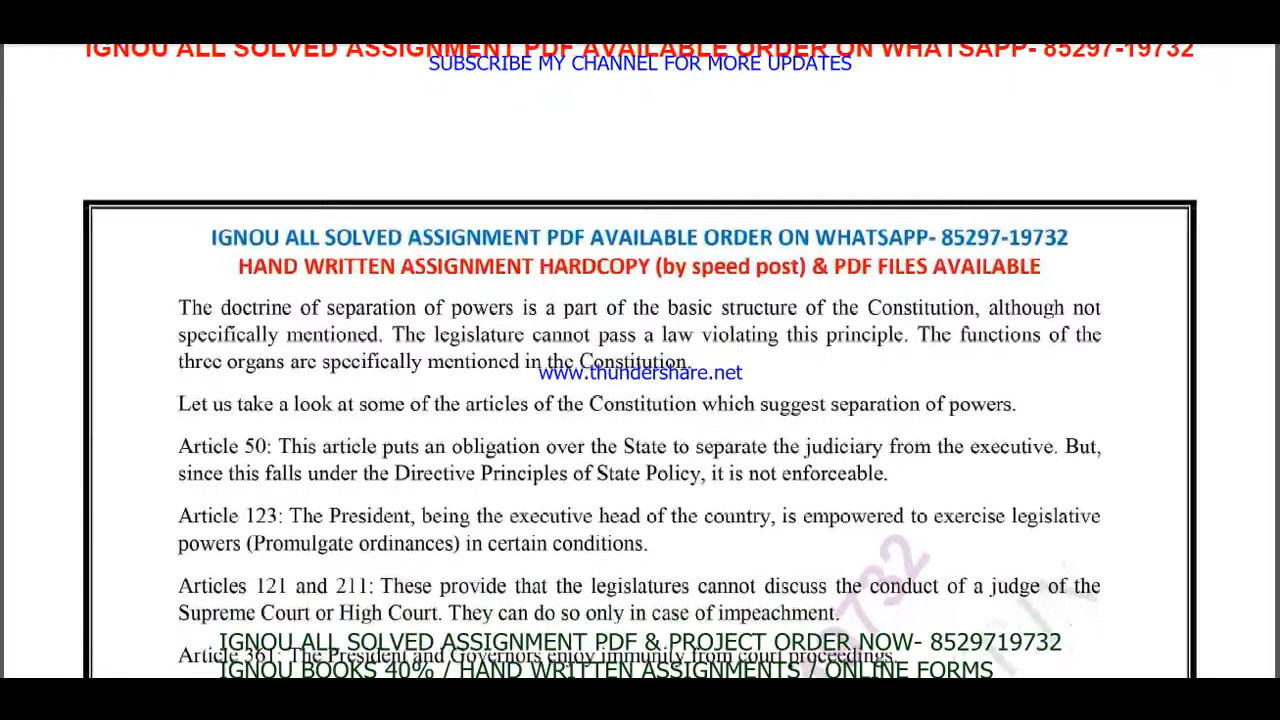 IGNOU ALL SOLVED ASSIGNMENT PDF AVAILABLE ORDER ON WHATSAPP- 85297-19732
SUBSCRIBE MY CHANNEL FOR MORE UPDATES
IGNOU ALL SOLVED ASSIGNMENT PDF AVAILABLE ORDER ON WHATSAPP- 85297-19732
HAND WRITTEN ASSIGNMENT HARDCOPY (by speed post) & PDF FILES AVAILABLE
The doctrine of separation of powers is a part of the basic structure of the Constitution, although not
specifically mentioned. The legislature cannot pass a law violating this principle. The functions of the
three organs are specifically mentioned in the Constitution.
www.thundershare.net
Let us take a look at some of the articles of the Constitution which suggest separation of powers.
Article 50: This article puts an obligation over the State to separate the judiciary from the executive. But,
since this falls under the Directive Principles of State Policy, it is not enforceable.
Article 123: The President, being the executive head of the country, is empowered to exercise legislative
powers (Promulgate ordinances) in certain conditions.
Articles 121 and 211: These provide that the legislatures cannot discuss the conduct of a judge of the
Supreme Court or High Court. They can do so only in case of impeachment.
IGNOU ALL SOLVED ASSIGNMENT PDF & PROJECT ORDER NOW- 8529719732
Article 361: The President and Governors enjoy immunity from court proceedings.
IGNOU BOOKS 40% / HAND WRITTEN ASSIGNMENTS / ONLINE FORMS